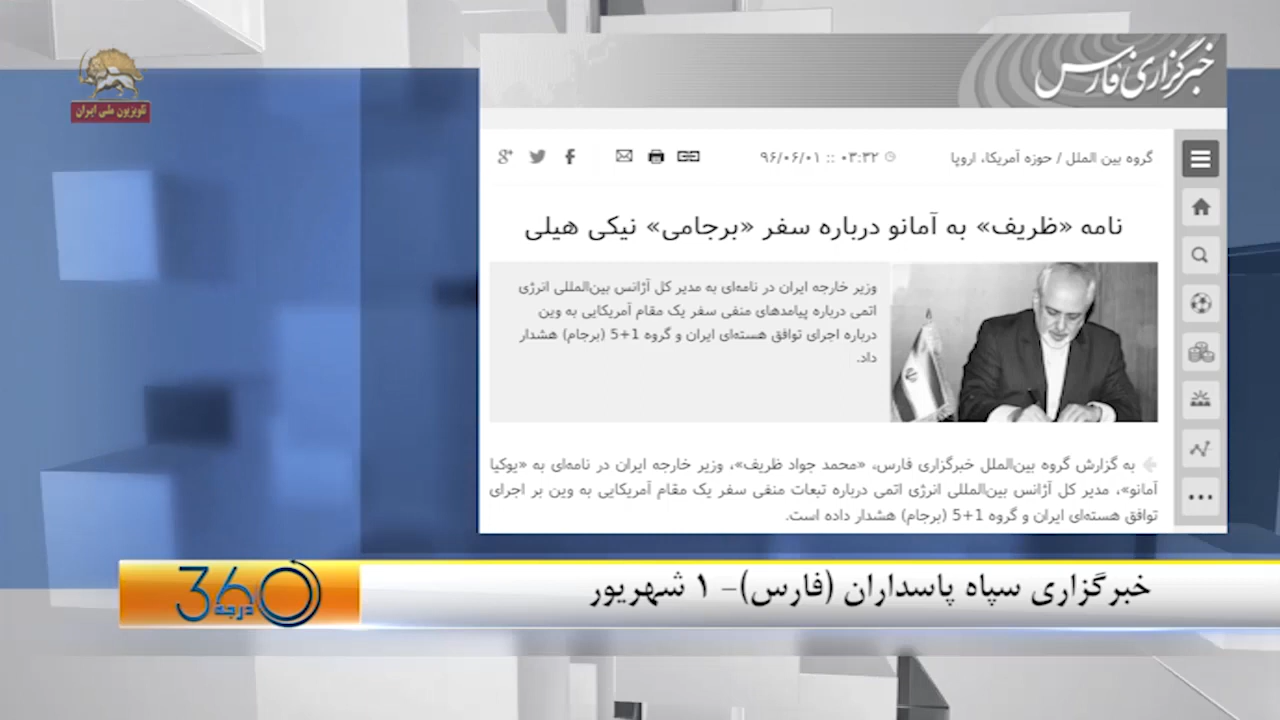 تلویزیون ملی ایران
خبرگزاری فارس
گروه بین الملل / حوزه آمریکا، اروپا
۹۶/۰۶/۰۱ :: ۰۳:۳۲
نامه «ظریف» به آمانو درباره سفر «برجامی» نیکی هیلی
وزیر خارجه ایران در نامه‌ای به مدیر کل آژانس بین‌المللی انرژی
اتمی درباره پیامدهای منفی سفر یک مقام آمریکایی به وین
درباره اجرای توافق هسته‌ای ایران و گروه 1+5 (برجام) هشدار
داد.
به گزارش گروه بین‌الملل خبرگزاری فارس، «محمد جواد ظریف»، وزیر خارجه ایران در نامه‌ای به «یوکیا
آمانو»، مدیر کل آژانس بین‌المللی انرژی اتمی درباره تبعات منفی سفر یک مقام آمریکایی به وین بر اجرای
توافق هسته‌ای ایران و گروه 1+5 (برجام) هشدار داده است.
خبرگزاری سپاه پاسداران (فارس)- ۱ شهریور
360
درجه